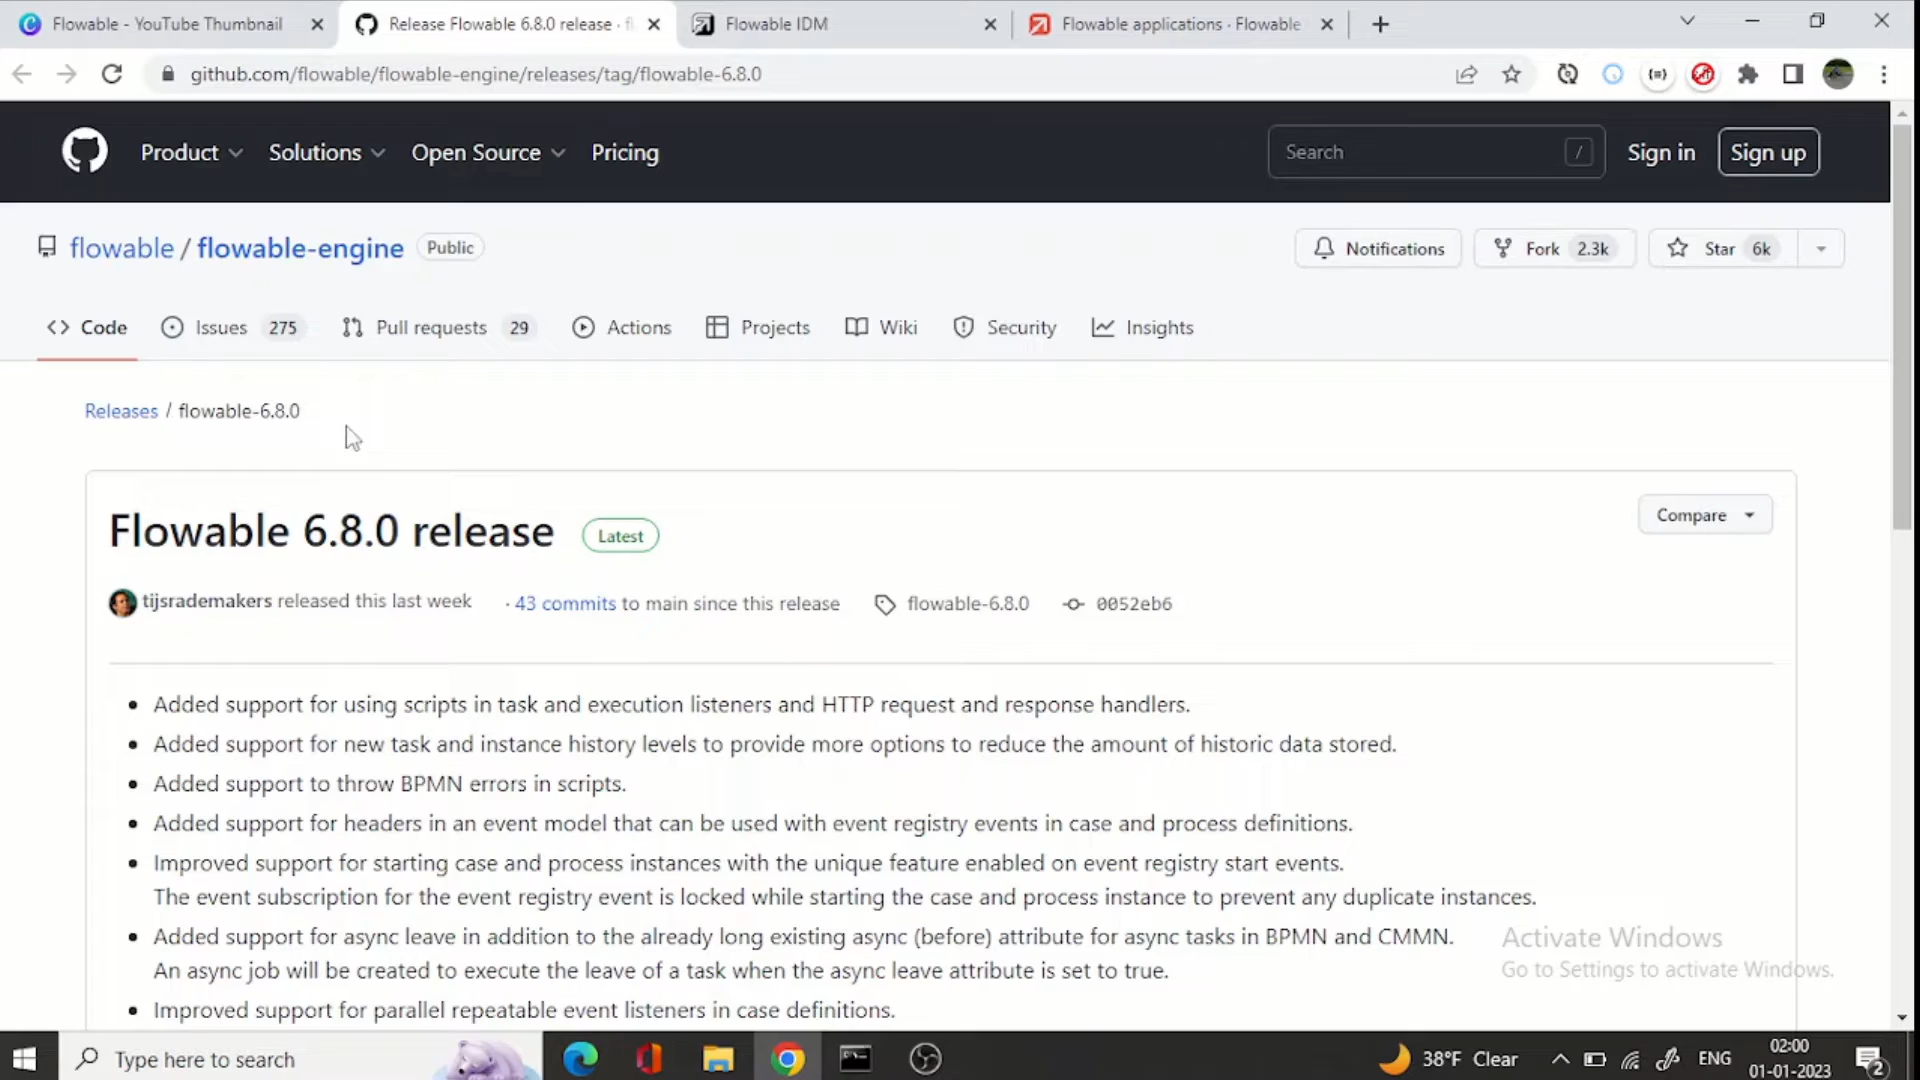 Flowable - YouTube Thumbnail
Release Flowable 6.8.0 release · fl
Flowable IDM
Flowable applications · Flowable
github.com/flowable/flowable-engine/releases/tag/flowable-6.8.0
Product
Solutions
Open Source
Pricing
Search
/
Sign in
Sign up
flowable / flowable-engine
Public
Notifications
Fork 2.3k
Star 6k
Code
Issues 275
Pull requests 29
Actions
Projects
Wiki
Security
Insights
Releases / flowable-6.8.0
Flowable 6.8.0 release
Latest
Compare
tijsrademakers released this last week
· 43 commits to main since this release
flowable-6.8.0
0052eb6
• Added support for using scripts in task and execution listeners and HTTP request and response handlers.
• Added support for new task and instance history levels to provide more options to reduce the amount of historic data stored.
• Added support to throw BPMN errors in scripts.
• Added support for headers in an event model that can be used with event registry events in case and process definitions.
• Improved support for starting case and process instances with the unique feature enabled on event registry start events.
The event subscription for the event registry event is locked while starting the case and process instance to prevent any duplicate instances.
• Added support for async leave in addition to the already long existing async (before) attribute for async tasks in BPMN and CMMN.
An async job will be created to execute the leave of a task when the async leave attribute is set to true.
• Improved support for parallel repeatable event listeners in case definitions.
Activate Windows
Go to Settings to activate Windows.
Type here to search
38°F Clear
ENG
02:00
01-01-2023
2